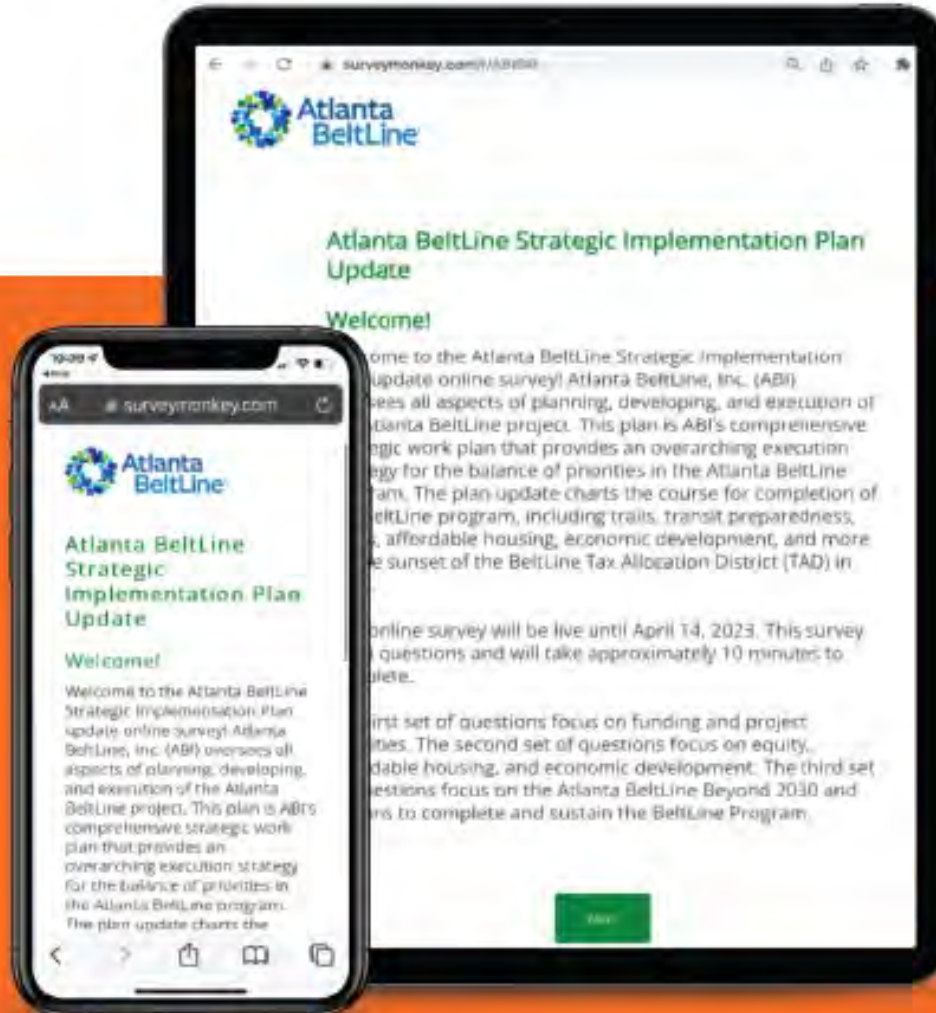 surveymonkey.com
Atlanta
BeltLine
Atlanta BeltLine Strategic Implementation Plan
Update
Welcome!
ome to the Atlanta BeltLine Strategic Implementation
update online survey! Atlanta BeltLine, Inc. (ABI)
sees all aspects of planning, developing, and execution of
tlanta BeltLine project. This plan is ABI's comprehensive
egic work plan that provides an overarching execution
egy for the balance of priorities in the Atlanta BeltLine
ram. The plan update charts the course for completion of
eltLine program, including trails, transit preparedness,
, affordable housing, economic development, and more
e sunset of the BeltLine Tax Allocation District (TAD) in
online survey will be live until April 14, 2023. This survey
questions and will take approximately 10 minutes to
lete.
irst set of questions focus on funding and project
ities. The second set of questions focus on equity,
dable housing, and economic development. The third set
estions focus on the Atlanta BeltLine Beyond 2030 and
ns to complete and sustain the BeltLine Program.
AA surveymonkey.com
Atlanta
BeltLine
Atlanta BeltLine
Strategic
Implementation Plan
Update
Welcome!
Welcome to the Atlanta BeltLine
Strategic Implementation Plan
update online survey! Atlanta
BeltLine, Inc. (ABI) oversees all
aspects of planning, developing,
and execution of the Atlanta
BeltLine project. This plan is ABI's
comprehensive strategic work
plan that provides an
overarching execution strategy
for the balance of priorities in
the Atlanta BeltLine program.
The plan update charts the